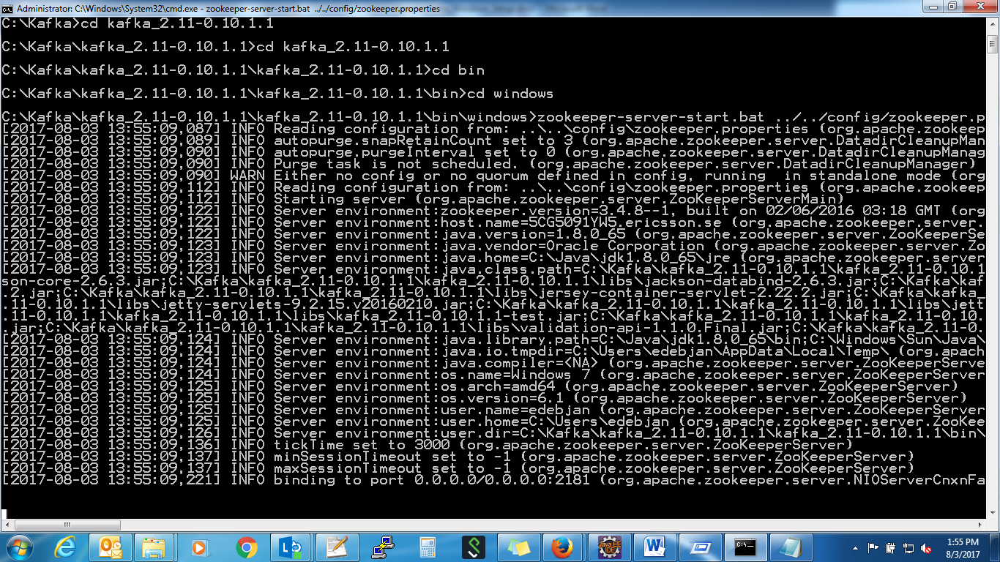 Administrator: C:\Windows\System32\cmd.exe - zookeeper-server-start.bat ../../config/zookeeper.properties
C:\Kafka>cd kafka_2.11-0.10.1.1
C:\Kafka\kafka_2.11-0.10.1.1>cd kafka_2.11-0.10.1.1
C:\Kafka\kafka_2.11-0.10.1.1\kafka_2.11-0.10.1.1>cd bin
C:\Kafka\kafka_2.11-0.10.1.1\kafka_2.11-0.10.1.1\bin>cd windows
C:\Kafka\kafka_2.11-0.10.1.1\kafka_2.11-0.10.1.1\bin\windows>zookeeper-server-start.bat ../../config/zookeeper.p
[2017-08-03 13:55:09,087] INFO Reading configuration from: ..\..\config\zookeeper.properties (org.apache.zookeep
[2017-08-03 13:55:09,089] INFO autopurge.snapRetainCount set to 3 (org.apache.zookeeper.server.DatadirCleanupMan
[2017-08-03 13:55:09,090] INFO autopurge.purgeInterval set to 0 (org.apache.zookeeper.server.DatadirCleanupManag
[2017-08-03 13:55:09,090] INFO Purge task is not scheduled. (org.apache.zookeeper.server.DatadirCleanupManager)
[2017-08-03 13:55:09,090] WARN Either no config or no quorum defined in config, running  in standalone mode (org
[2017-08-03 13:55:09,112] INFO Reading configuration from: ..\..\config\zookeeper.properties (org.apache.zookeep
[2017-08-03 13:55:09,112] INFO Starting server (org.apache.zookeeper.server.ZooKeeperServerMain)
[2017-08-03 13:55:09,122] INFO Server environment:zookeeper.version=3.4.8--1, built on 02/06/2016 03:18 GMT (org
[2017-08-03 13:55:09,122] INFO Server environment:host.name=5CG5091YW5.ericsson.se (org.apache.zookeeper.server.
[2017-08-03 13:55:09,122] INFO Server environment:java.version=1.8.0_65 (org.apache.zookeeper.server.ZooKeeperSe
[2017-08-03 13:55:09,123] INFO Server environment:java.vendor=Oracle Corporation (org.apache.zookeeper.server.Zo
[2017-08-03 13:55:09,123] INFO Server environment:java.home=C:\Java\jdk1.8.0_65\jre (org.apache.zookeeper.server
[2017-08-03 13:55:09,123] INFO Server environment:java.class.path=C:\Kafka\kafka_2.11-0.10.1.1\kafka_2.11-0.10.1
son-core-2.6.3.jar;C:\Kafka\kafka_2.11-0.10.1.1\kafka_2.11-0.10.1.1\libs\jackson-databind-2.6.3.jar;C:\Kafka\kaf
.2.jar;C:\Kafka\kafka_2.11-0.10.1.1\kafka_2.11-0.10.1.1\libs\jersey-container-servlet-2.22.2.jar;C:\Kafka\kafka_
.11-0.10.1.1\libs\jetty-servlets-9.2.15.v20160210.jar;C:\Kafka\kafka_2.11-0.10.1.1\kafka_2.11-0.10.1.1\libs\jett
.11-0.10.1.1\kafka_2.11-0.10.1.1\libs\kafka_2.11-0.10.1.1-test.jar;C:\Kafka\kafka_2.11-0.10.1.1\kafka_2.11-0.10.
.jar;C:\Kafka\kafka_2.11-0.10.1.1\kafka_2.11-0.10.1.1\libs\validation-api-1.1.0.Final.jar;C:\Kafka\kafka_2.11-0.
[2017-08-03 13:55:09,124] INFO Server environment:java.library.path=C:\Java\jdk1.8.0_65\bin;C:\Windows\Sun\Java\
[2017-08-03 13:55:09,124] INFO Server environment:java.io.tmpdir=C:\Users\edebjan\AppData\Local\Temp\ (org.apach
[2017-08-03 13:55:09,124] INFO Server environment:java.compiler=<NA> (org.apache.zookeeper.server.ZooKeeperServe
[2017-08-03 13:55:09,124] INFO Server environment:os.name=Windows 7 (org.apache.zookeeper.server.ZooKeeperServer
[2017-08-03 13:55:09,125] INFO Server environment:os.arch=amd64 (org.apache.zookeeper.server.ZooKeeperServer)
[2017-08-03 13:55:09,125] INFO Server environment:os.version=6.1 (org.apache.zookeeper.server.ZooKeeperServer)
[2017-08-03 13:55:09,125] INFO Server environment:user.name=edebjan (org.apache.zookeeper.server.ZooKeeperServer
[2017-08-03 13:55:09,125] INFO Server environment:user.home=C:\Users\edebjan (org.apache.zookeeper.server.ZooKee
[2017-08-03 13:55:09,126] INFO Server environment:user.dir=C:\Kafka\kafka_2.11-0.10.1.1\kafka_2.11-0.10.1.1\bin\
[2017-08-03 13:55:09,136] INFO tickTime set to 3000 (org.apache.zookeeper.server.ZooKeeperServer)
[2017-08-03 13:55:09,137] INFO minSessionTimeout set to -1 (org.apache.zookeeper.server.ZooKeeperServer)
[2017-08-03 13:55:09,137] INFO maxSessionTimeout set to -1 (org.apache.zookeeper.server.ZooKeeperServer)
[2017-08-03 13:55:09,221] INFO binding to port 0.0.0.0/0.0.0.0:2181 (org.apache.zookeeper.server.NIOServerCnxnFa
Java EE
IDE
1:55 PM
8/3/2017